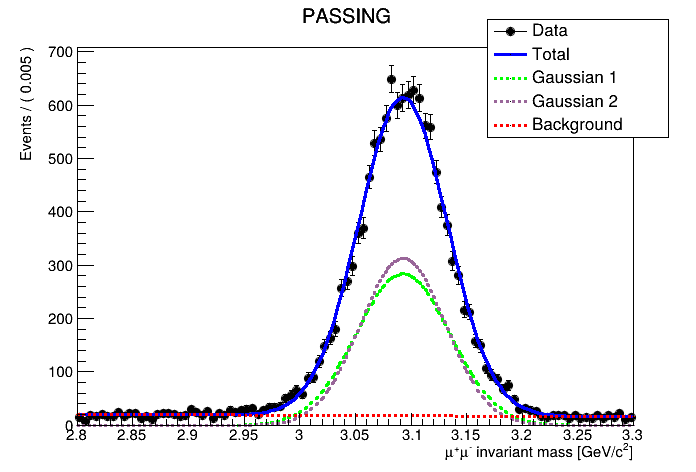 PASSING
Data
Total
Gaussian 1
Gaussian 2
Background
Events / ( 0.005 )
700
600
500
400
300
200
100
0
2.8 2.85 2.9 2.95 3 3.05 3.1 3.15 3.2 3.25 3.3
μ⁺μ⁻ invariant mass [GeV/c²]